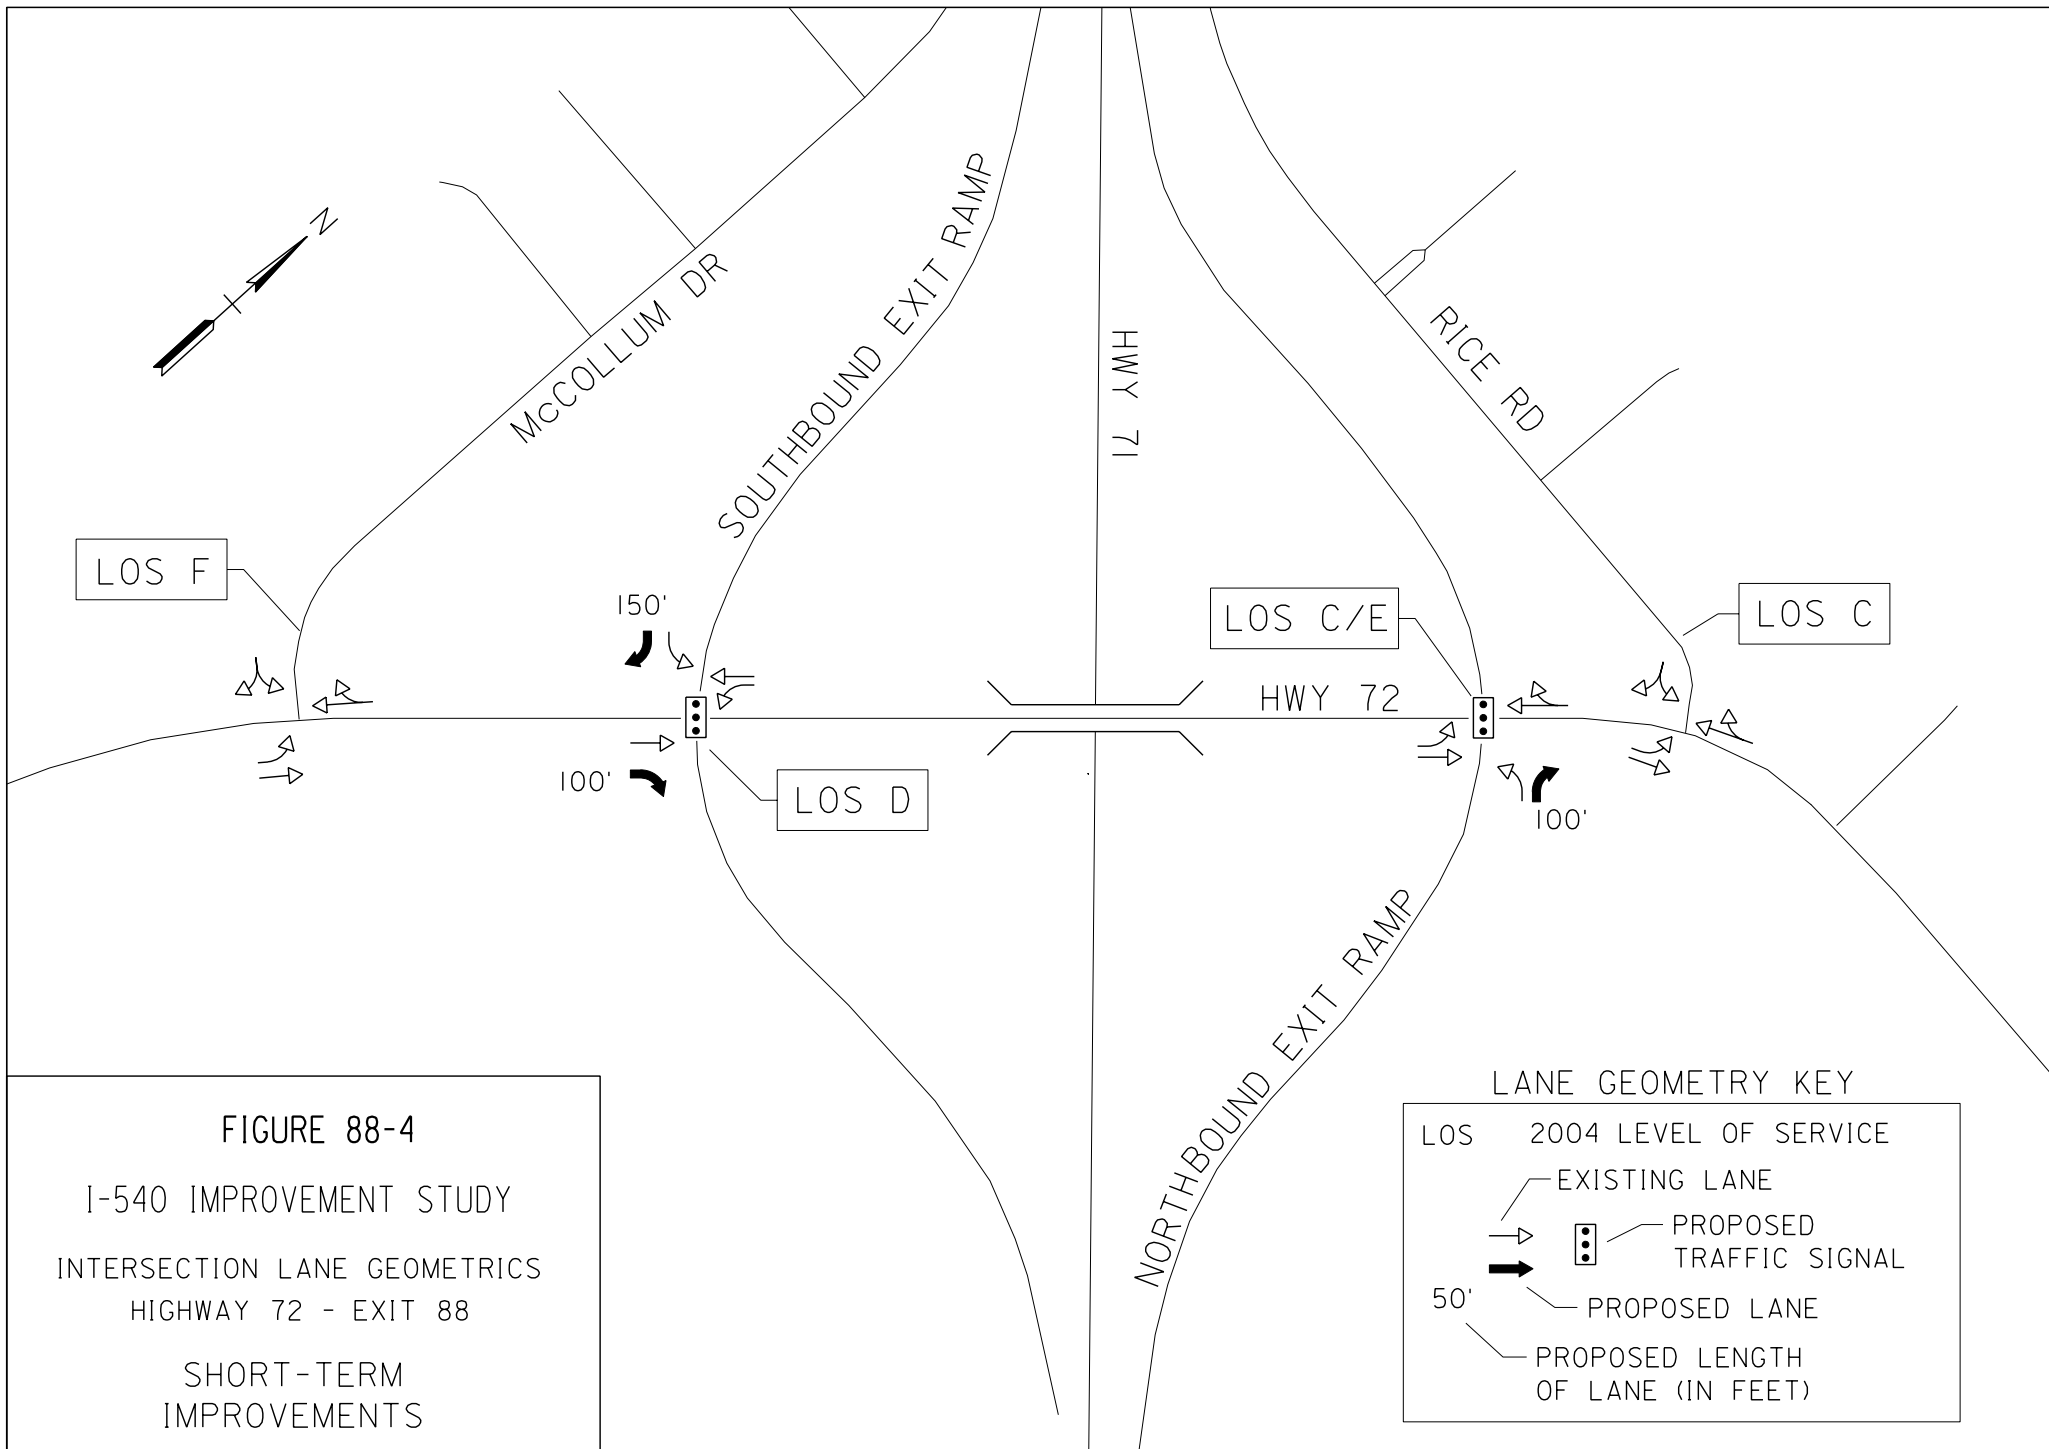 N
McCOLLUM DR
SOUTHBOUND EXIT RAMP
HWY 71
RICE RD
LOS F
150'
LOS C/E
LOS C
HWY 72
100'
LOS D
100'
NORTHBOUND EXIT RAMP
FIGURE 88-4
I-540 IMPROVEMENT STUDY
INTERSECTION LANE GEOMETRICS
HIGHWAY 72 - EXIT 88
SHORT-TERM
IMPROVEMENTS
LANE GEOMETRY KEY
LOS 2004 LEVEL OF SERVICE
EXISTING LANE
PROPOSED
TRAFFIC SIGNAL
50'
PROPOSED LANE
PROPOSED LENGTH
OF LANE (IN FEET)